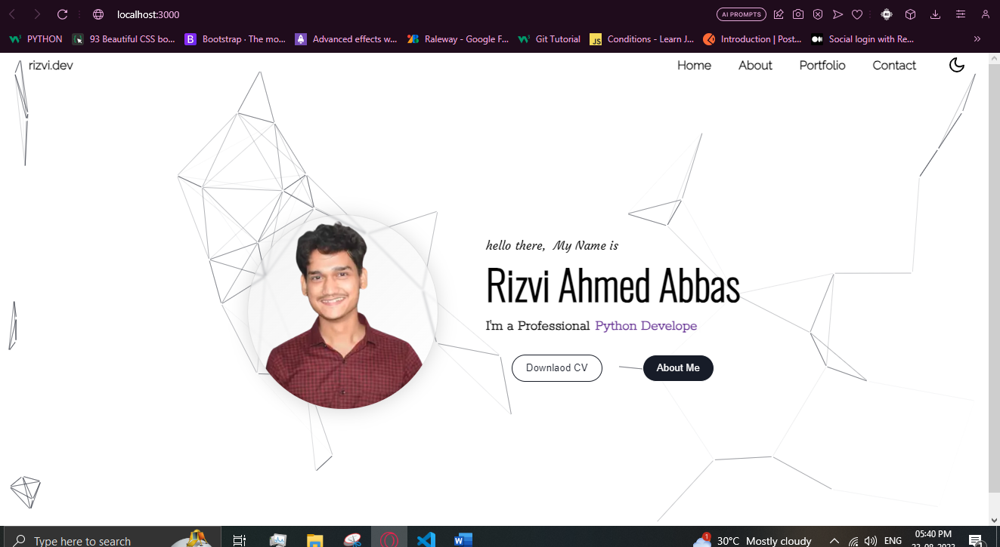 localhost:3000
AI PROMPTS
PYTHON
93 Beautiful CSS bo...
Bootstrap · The mo...
Advanced effects w...
Raleway - Google F...
Git Tutorial
JS
Conditions - Learn J...
Introduction | Post...
Social login with Re...
rizvi.dev
Home
About
Portfolio
Contact
hello there, My Name is
Rizvi Ahmed Abbas
I'm a Professional Python Develope
Downlaod CV
About Me
Type here to search
1
30°C Mostly cloudy
ENG
05:40 PM